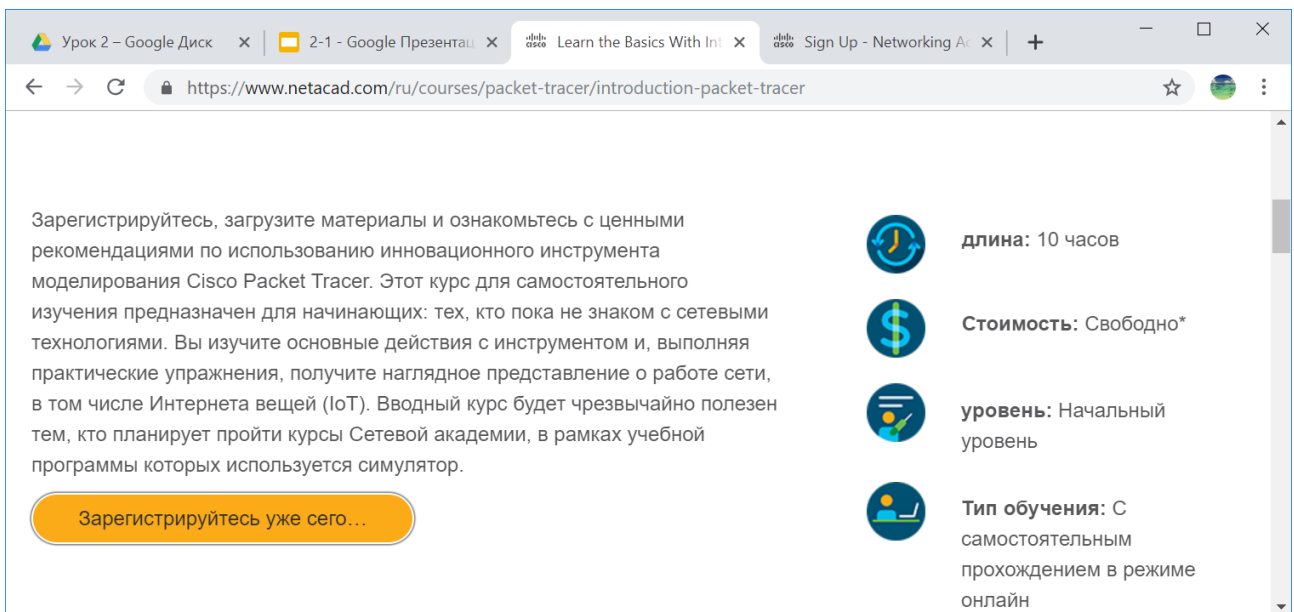 Урок 2 – Google Диск
2-1 - Google Презентац
cisco
Learn the Basics With Int
cisco
Sign Up - Networking Ac
https://www.netacad.com/ru/courses/packet-tracer/introduction-packet-tracer
Зарегистрируйтесь, загрузите материалы и ознакомьтесь с ценными
рекомендациями по использованию инновационного инструмента
моделирования Cisco Packet Tracer. Этот курс для самостоятельного
изучения предназначен для начинающих: тех, кто пока не знаком с сетевыми
технологиями. Вы изучите основные действия с инструментом и, выполняя
практические упражнения, получите наглядное представление о работе сети,
в том числе Интернета вещей (IoT). Вводный курс будет чрезвычайно полезен
тем, кто планирует пройти курсы Сетевой академии, в рамках учебной
программы которых используется симулятор.
Зарегистрируйтесь уже сего…
длина: 10 часов
Стоимость: Свободно*
уровень: Начальный
уровень
Тип обучения: С
самостоятельным
прохождением в режиме
онлайн